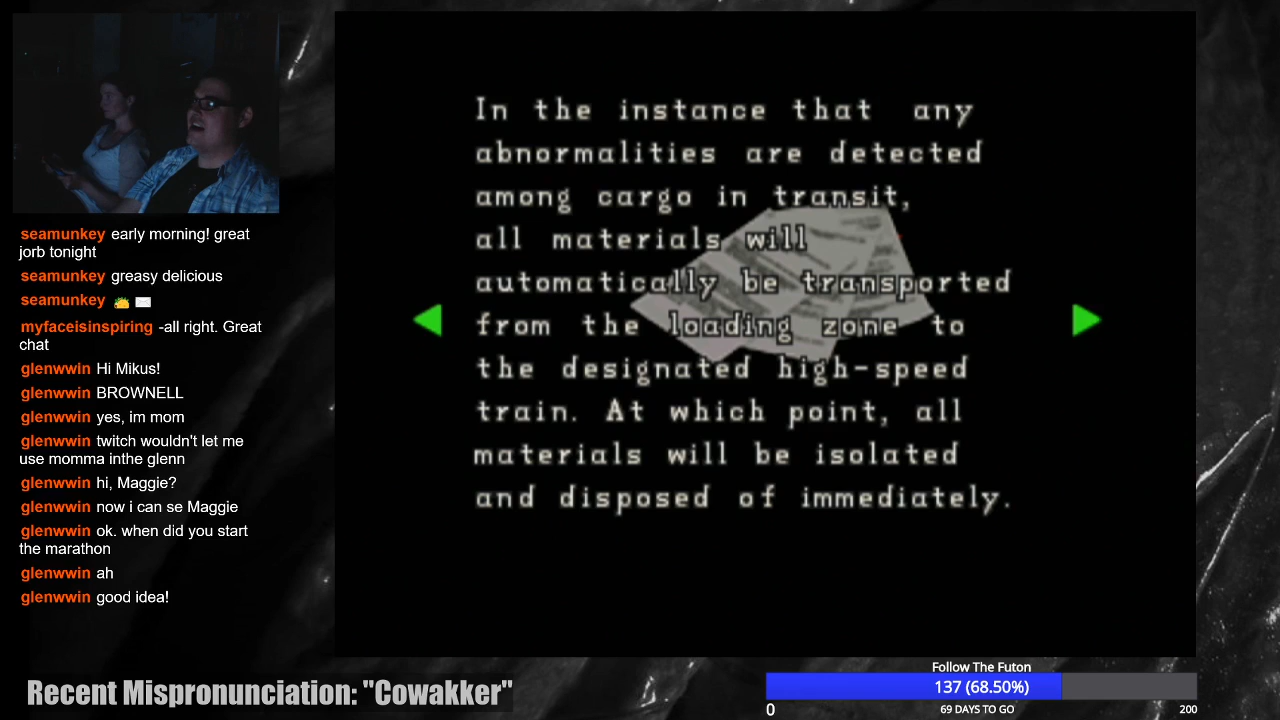 seamunkey early morning! great
jorb tonight
seamunkey greasy delicious
seamunkey 🌮 ✉️
myfaceisinspiring -all right. Great
chat
glenwwin Hi Mikus!
glenwwin BROWNELL
glenwwin yes, im mom
glenwwin twitch wouldn't let me
use momma inthe glenn
glenwwin hi, Maggie?
glenwwin now i can se Maggie
glenwwin ok. when did you start
the marathon
glenwwin ah
glenwwin good idea!
In the instance that any
abnormalities are detected
among cargo in transit,
all materials will
automatically be transported
from the loading zone to
the designated high-speed
train. At which point, all
materials will be isolated
and disposed of immediately.
Recent Mispronunciation: "Cowakker"
Follow The Futon
137 (68.50%)
0
69 DAYS TO GO
200